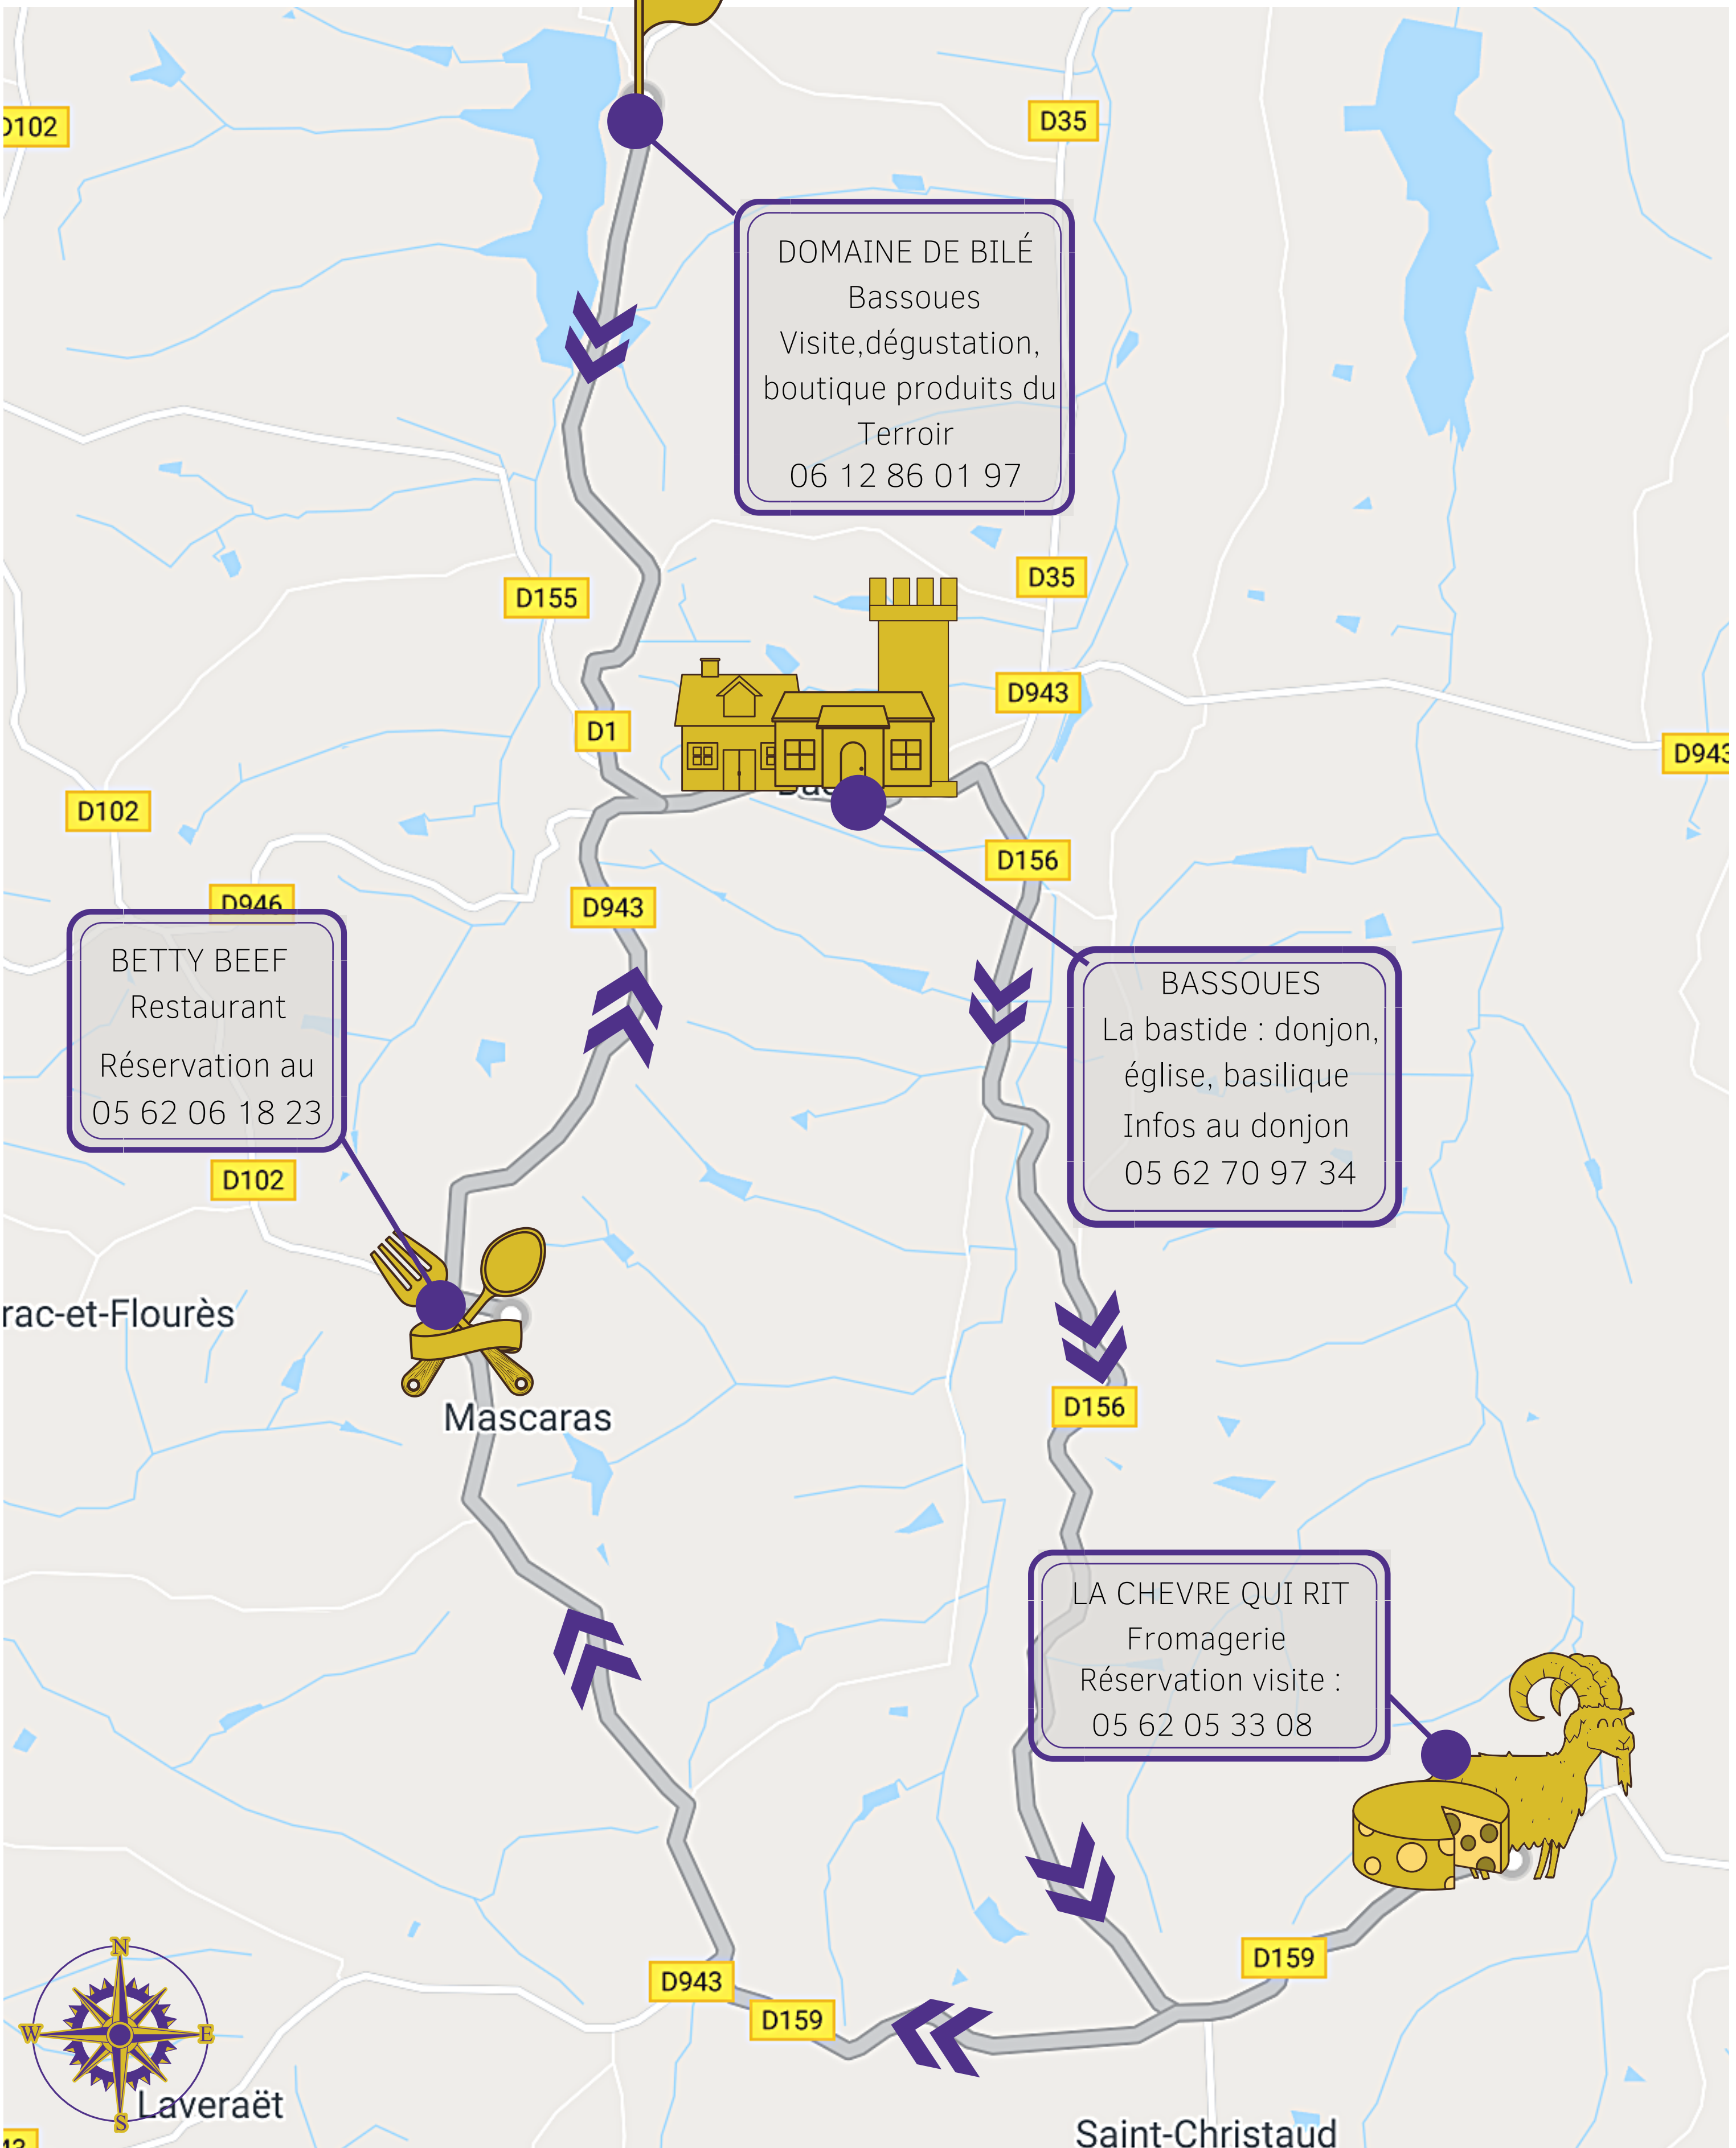 D102
D35
DOMAINE DE BILÉ
Bassoues
Visite,dégustation,
boutique produits du
Terroir
06 12 86 01 97
D155
D35
D943
D1
D943
D102
D156
D946
D943
BETTY BEEF
Restaurant
Réservation au
05 62 06 18 23
BASSOUES
La bastide : donjon,
église, basilique
Infos au donjon
05 62 70 97 34
D102
rac-et-Flourès
Mascaras
D156
LA CHEVRE QUI RIT
Fromagerie
Réservation visite :
05 62 05 33 08
D159
D943
D159
N
W
E
S
Laveraët
Saint-Christaud